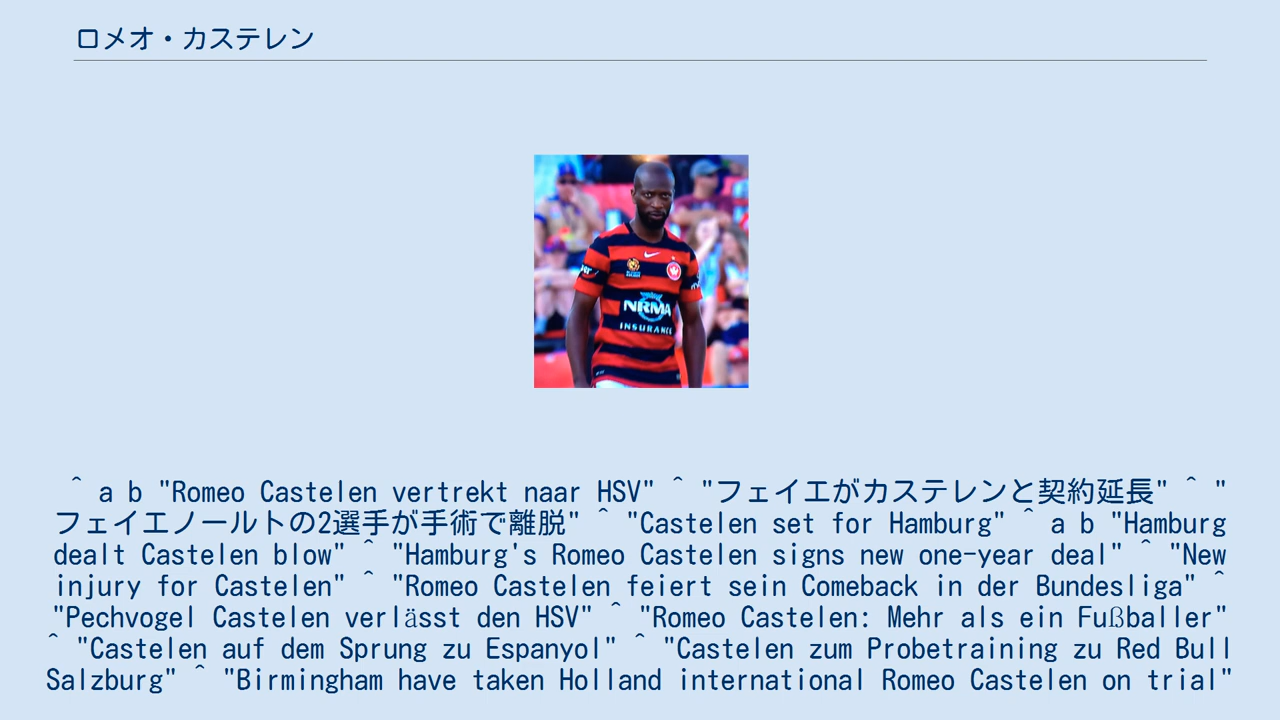 ロメオ・カステレン
NRMA
INSURANCE
^ a b "Romeo Castelen vertrekt naar HSV" ^ "フェイエがカステレンと契約延長" ^ "
フェイエノールトの2選手が手術で離脱" ^ "Castelen set for Hamburg" ^ a b "Hamburg
dealt Castelen blow" ^ "Hamburg's Romeo Castelen signs new one-year deal" ^ "New
injury for Castelen" ^ "Romeo Castelen feiert sein Comeback in der Bundesliga" ^
"Pechvogel Castelen verlässt den HSV" ^ "Romeo Castelen: Mehr als ein Fußballer"
^ "Castelen auf dem Sprung zu Espanyol" ^ "Castelen zum Probetraining zu Red Bull
Salzburg" ^ "Birmingham have taken Holland international Romeo Castelen on trial"